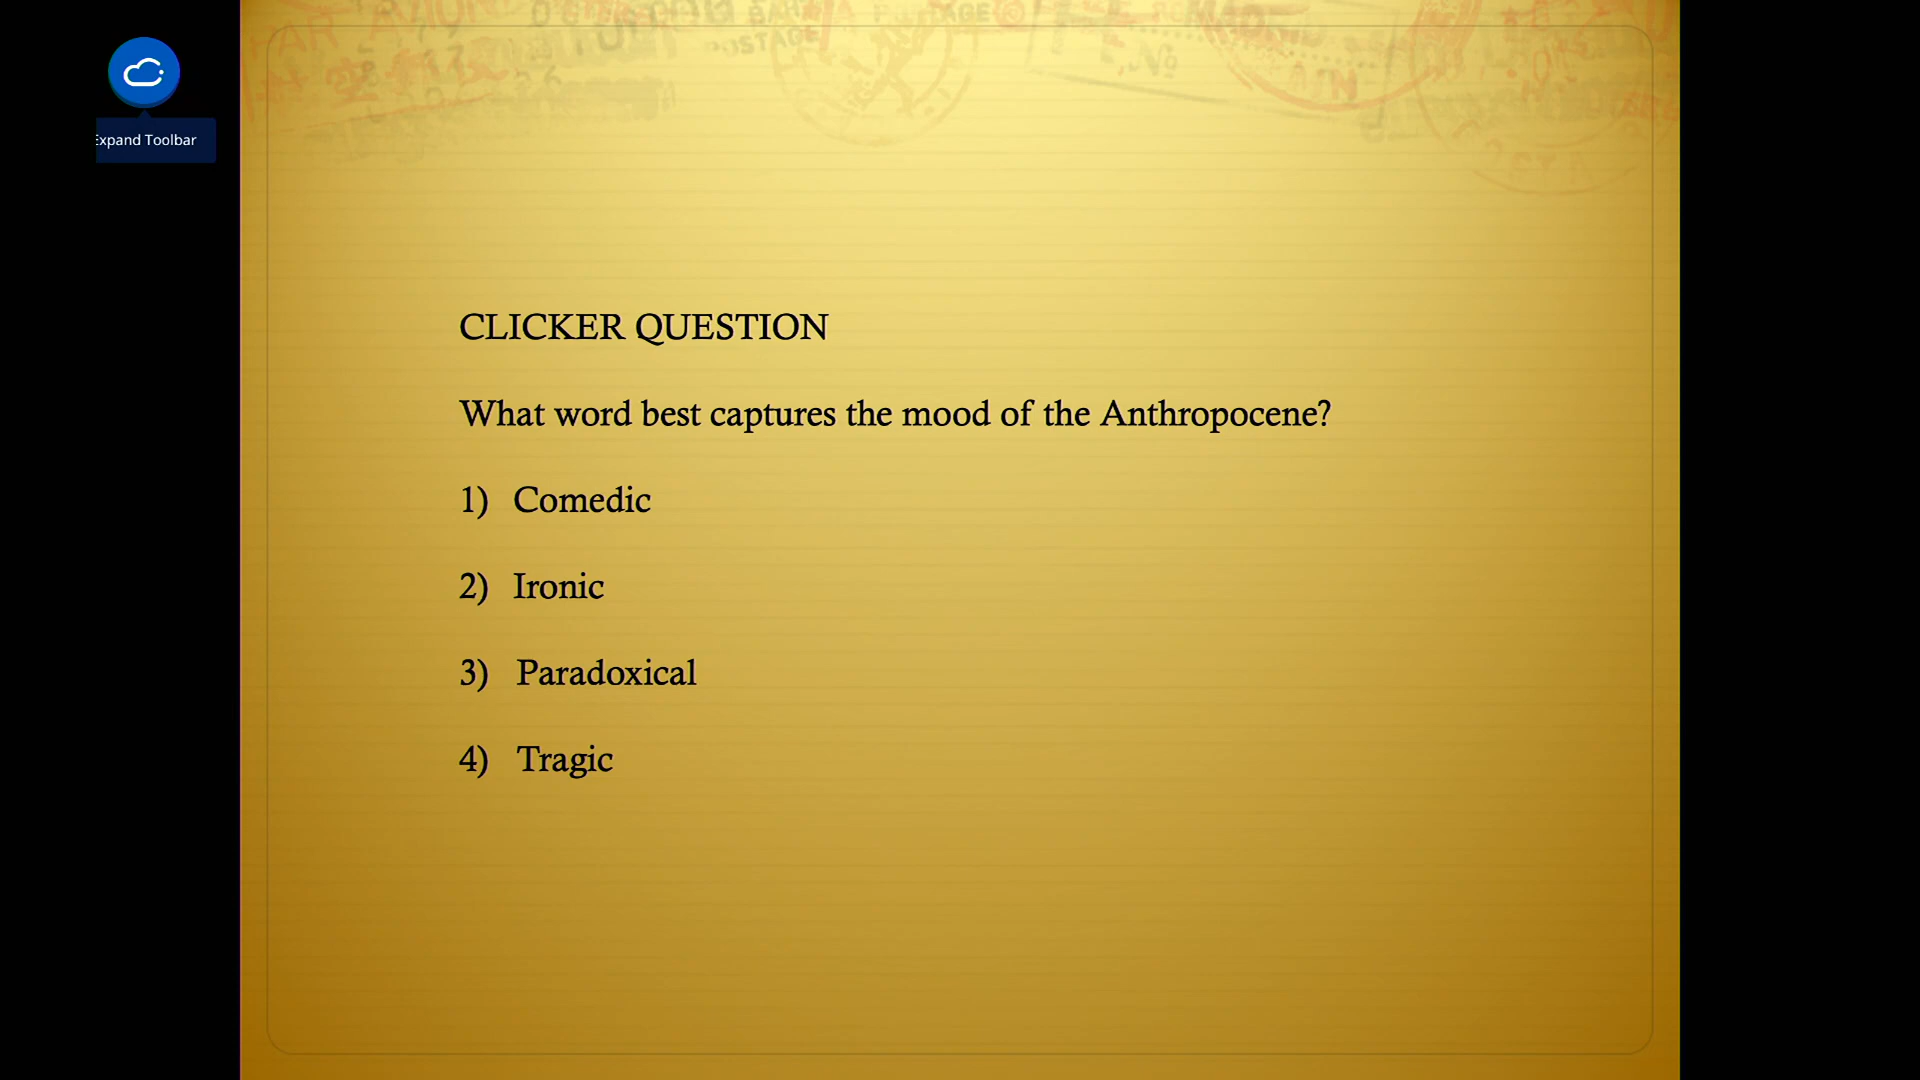 Expand Toolbar
POSTAGE
CLICKER QUESTION
What word best captures the mood of the Anthropocene?
1) Comedic
2) Ironic
3) Paradoxical
4) Tragic